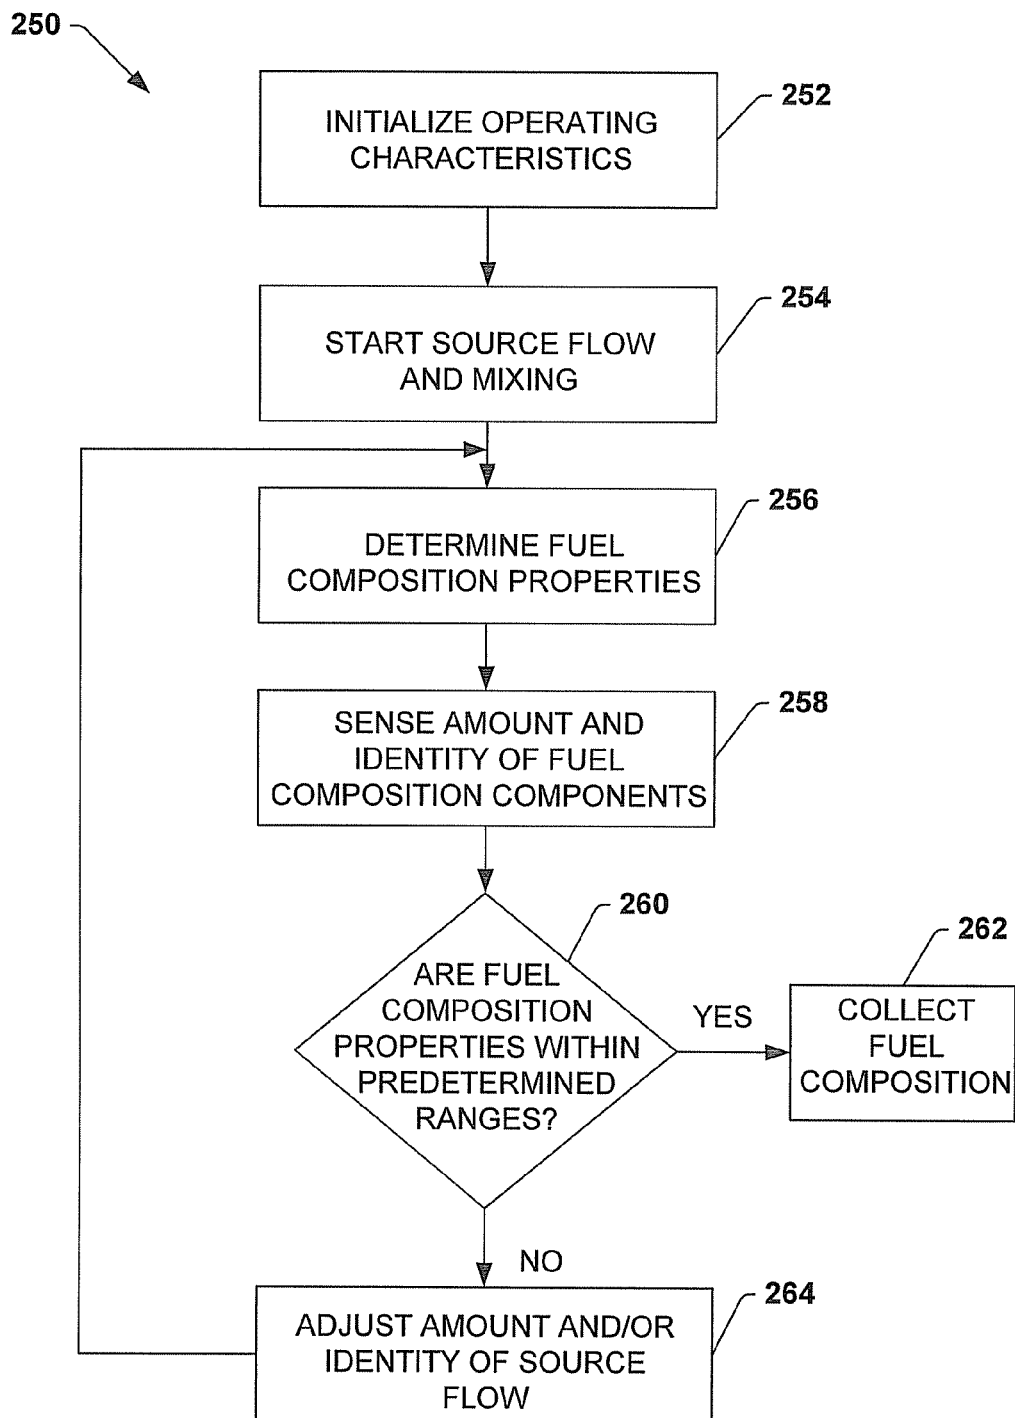 250
252
INITIALIZE OPERATING
CHARACTERISTICS
254
START SOURCE FLOW
AND MIXING
256
DETERMINE FUEL
COMPOSITION PROPERTIES
258
SENSE AMOUNT AND
IDENTITY OF FUEL
COMPOSITION COMPONENTS
260
ARE FUEL
COMPOSITION
PROPERTIES WITHIN
PREDETERMINED
RANGES?
YES
262
COLLECT
FUEL
COMPOSITION
NO
264
ADJUST AMOUNT AND/OR
IDENTITY OF SOURCE
FLOW